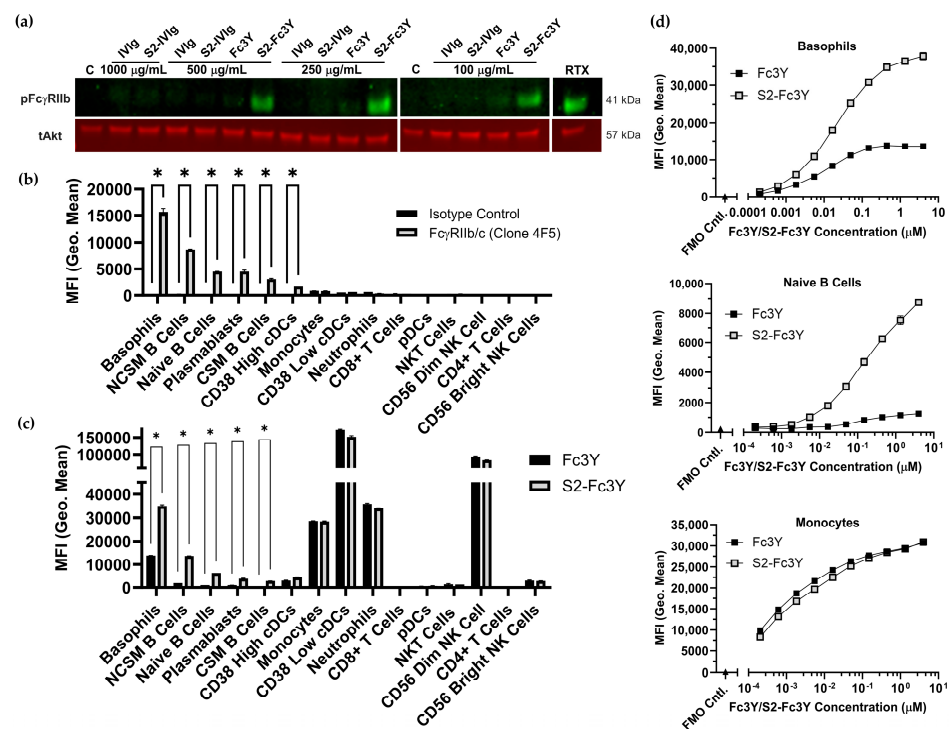 (a)
IVIg S2-IVIg IVIg S2-IVIg Fc3Y S2-Fc3Y IVIg S2-IVIg Fc3Y S2-Fc3Y IVIg S2-IVIg Fc3Y S2-Fc3Y
C 1000 µg/mL 500 µg/mL 250 µg/mL C 100 µg/mL RTX
pFcγRIIb 41 kDa
tAkt 57 kDa
(b)
MFI (Geo. Mean)
20000
15000
10000
5000
0
* * * * * *
Isotype Control
FcγRIIb/c (Clone 4F5)
Basophils
NCSM B Cells
Naive B Cells
Plasmablasts
CSM B Cells
CD38 High cDCs
Monocytes
CD38 Low cDCs
Neutrophils
CD8+ T Cells
pDCs
NKT Cells
CD56 Dim NK Cell
CD4+ T Cells
CD56 Bright NK Cells
(c)
MFI (Geo. Mean)
150000
100000
40000
30000
20000
10000
0
* * * * *
Fc3Y
S2-Fc3Y
Basophils
NCSM B Cells
Naive B Cells
Plasmablasts
CSM B Cells
CD38 High cDCs
Monocytes
CD38 Low cDCs
Neutrophils
CD8+ T Cells
pDCs
NKT Cells
CD56 Dim NK Cell
CD4+ T Cells
CD56 Bright NK Cells
(d)
Basophils
Fc3Y
S2-Fc3Y
MFI (Geo. Mean)
40,000
30,000
20,000
10,000
0
FMO Cntl.
0.0001 0.001 0.01 0.1 1 10
Fc3Y/S2-Fc3Y Concentration (µM)
Naive B Cells
Fc3Y
S2-Fc3Y
MFI (Geo. Mean)
10,000
8000
6000
4000
2000
0
FMO Cntl.
10-4 10-3 10-2 10-1 100 101
Fc3Y/S2-Fc3Y Concentration (µM)
Monocytes
Fc3Y
S2-Fc3Y
MFI (Geo. Mean)
35,000
30,000
25,000
20,000
15,000
10,000
5000
0
FMO Cntl.
10-4 10-3 10-2 10-1 100 101
Fc3Y/S2-Fc3Y Concentration (µM)